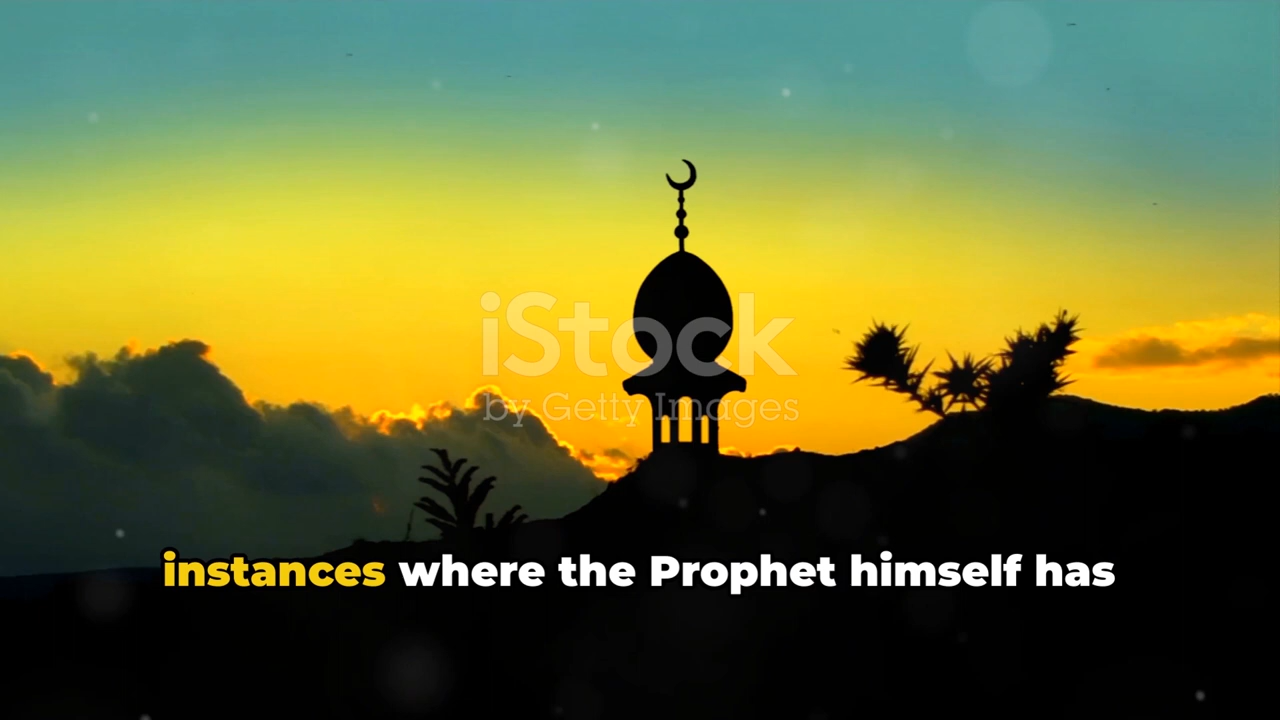 iStock
by Getty Images
instances where the Prophet himself has